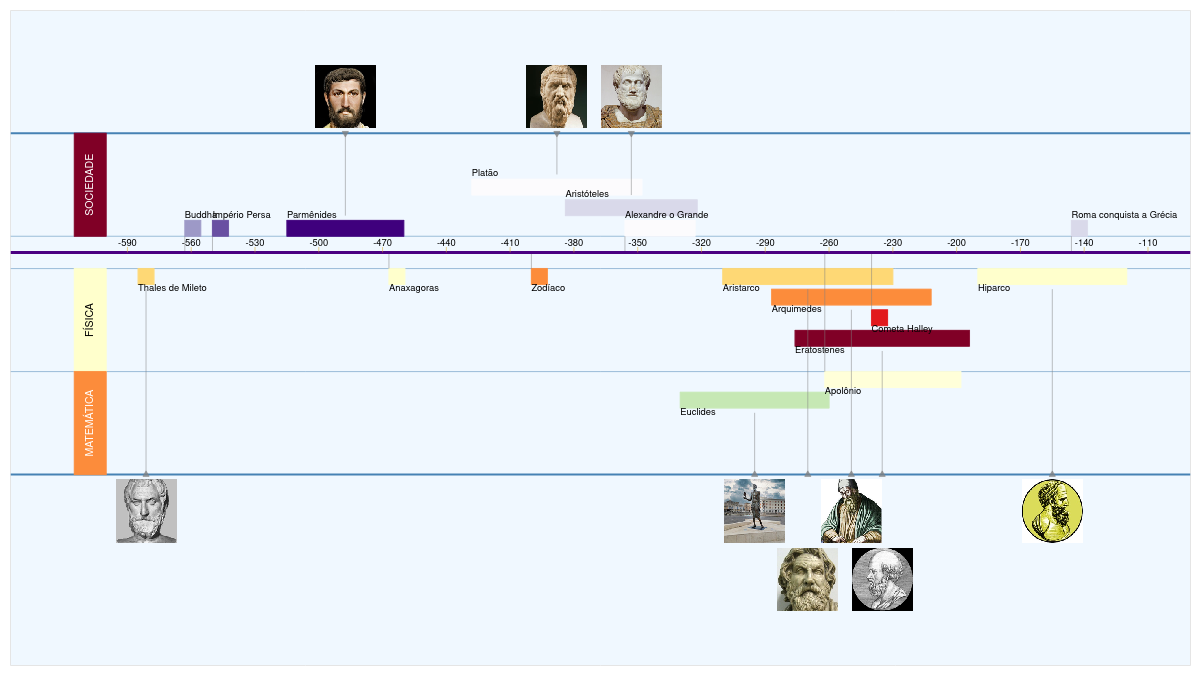 Platão
Aristóteles
Buddha
Império Persa
Parmênides
Alexandre o Grande
Roma conquista a Grécia
SOCIEDADE
-590 -560 -530 -500 -470 -440 -410 -380 -350 -320 -290 -260 -230 -200 -170 -140 -110
Thales de Mileto
Anaxagoras
Zodíaco
Aristarco
Hiparco
Arquimedes
Cometa Halley
Eratostenes
FÍSICA
Apolônio
Euclides
MATEMÁTICA